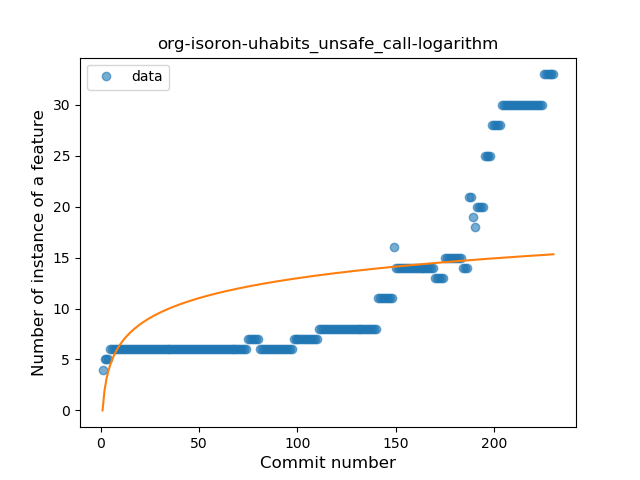 org-isoron-uhabits_unsafe_call-logarithm
data
Number of instance of a feature
30
25
20
15
10
5
0
0 50 100 150 200
Commit number